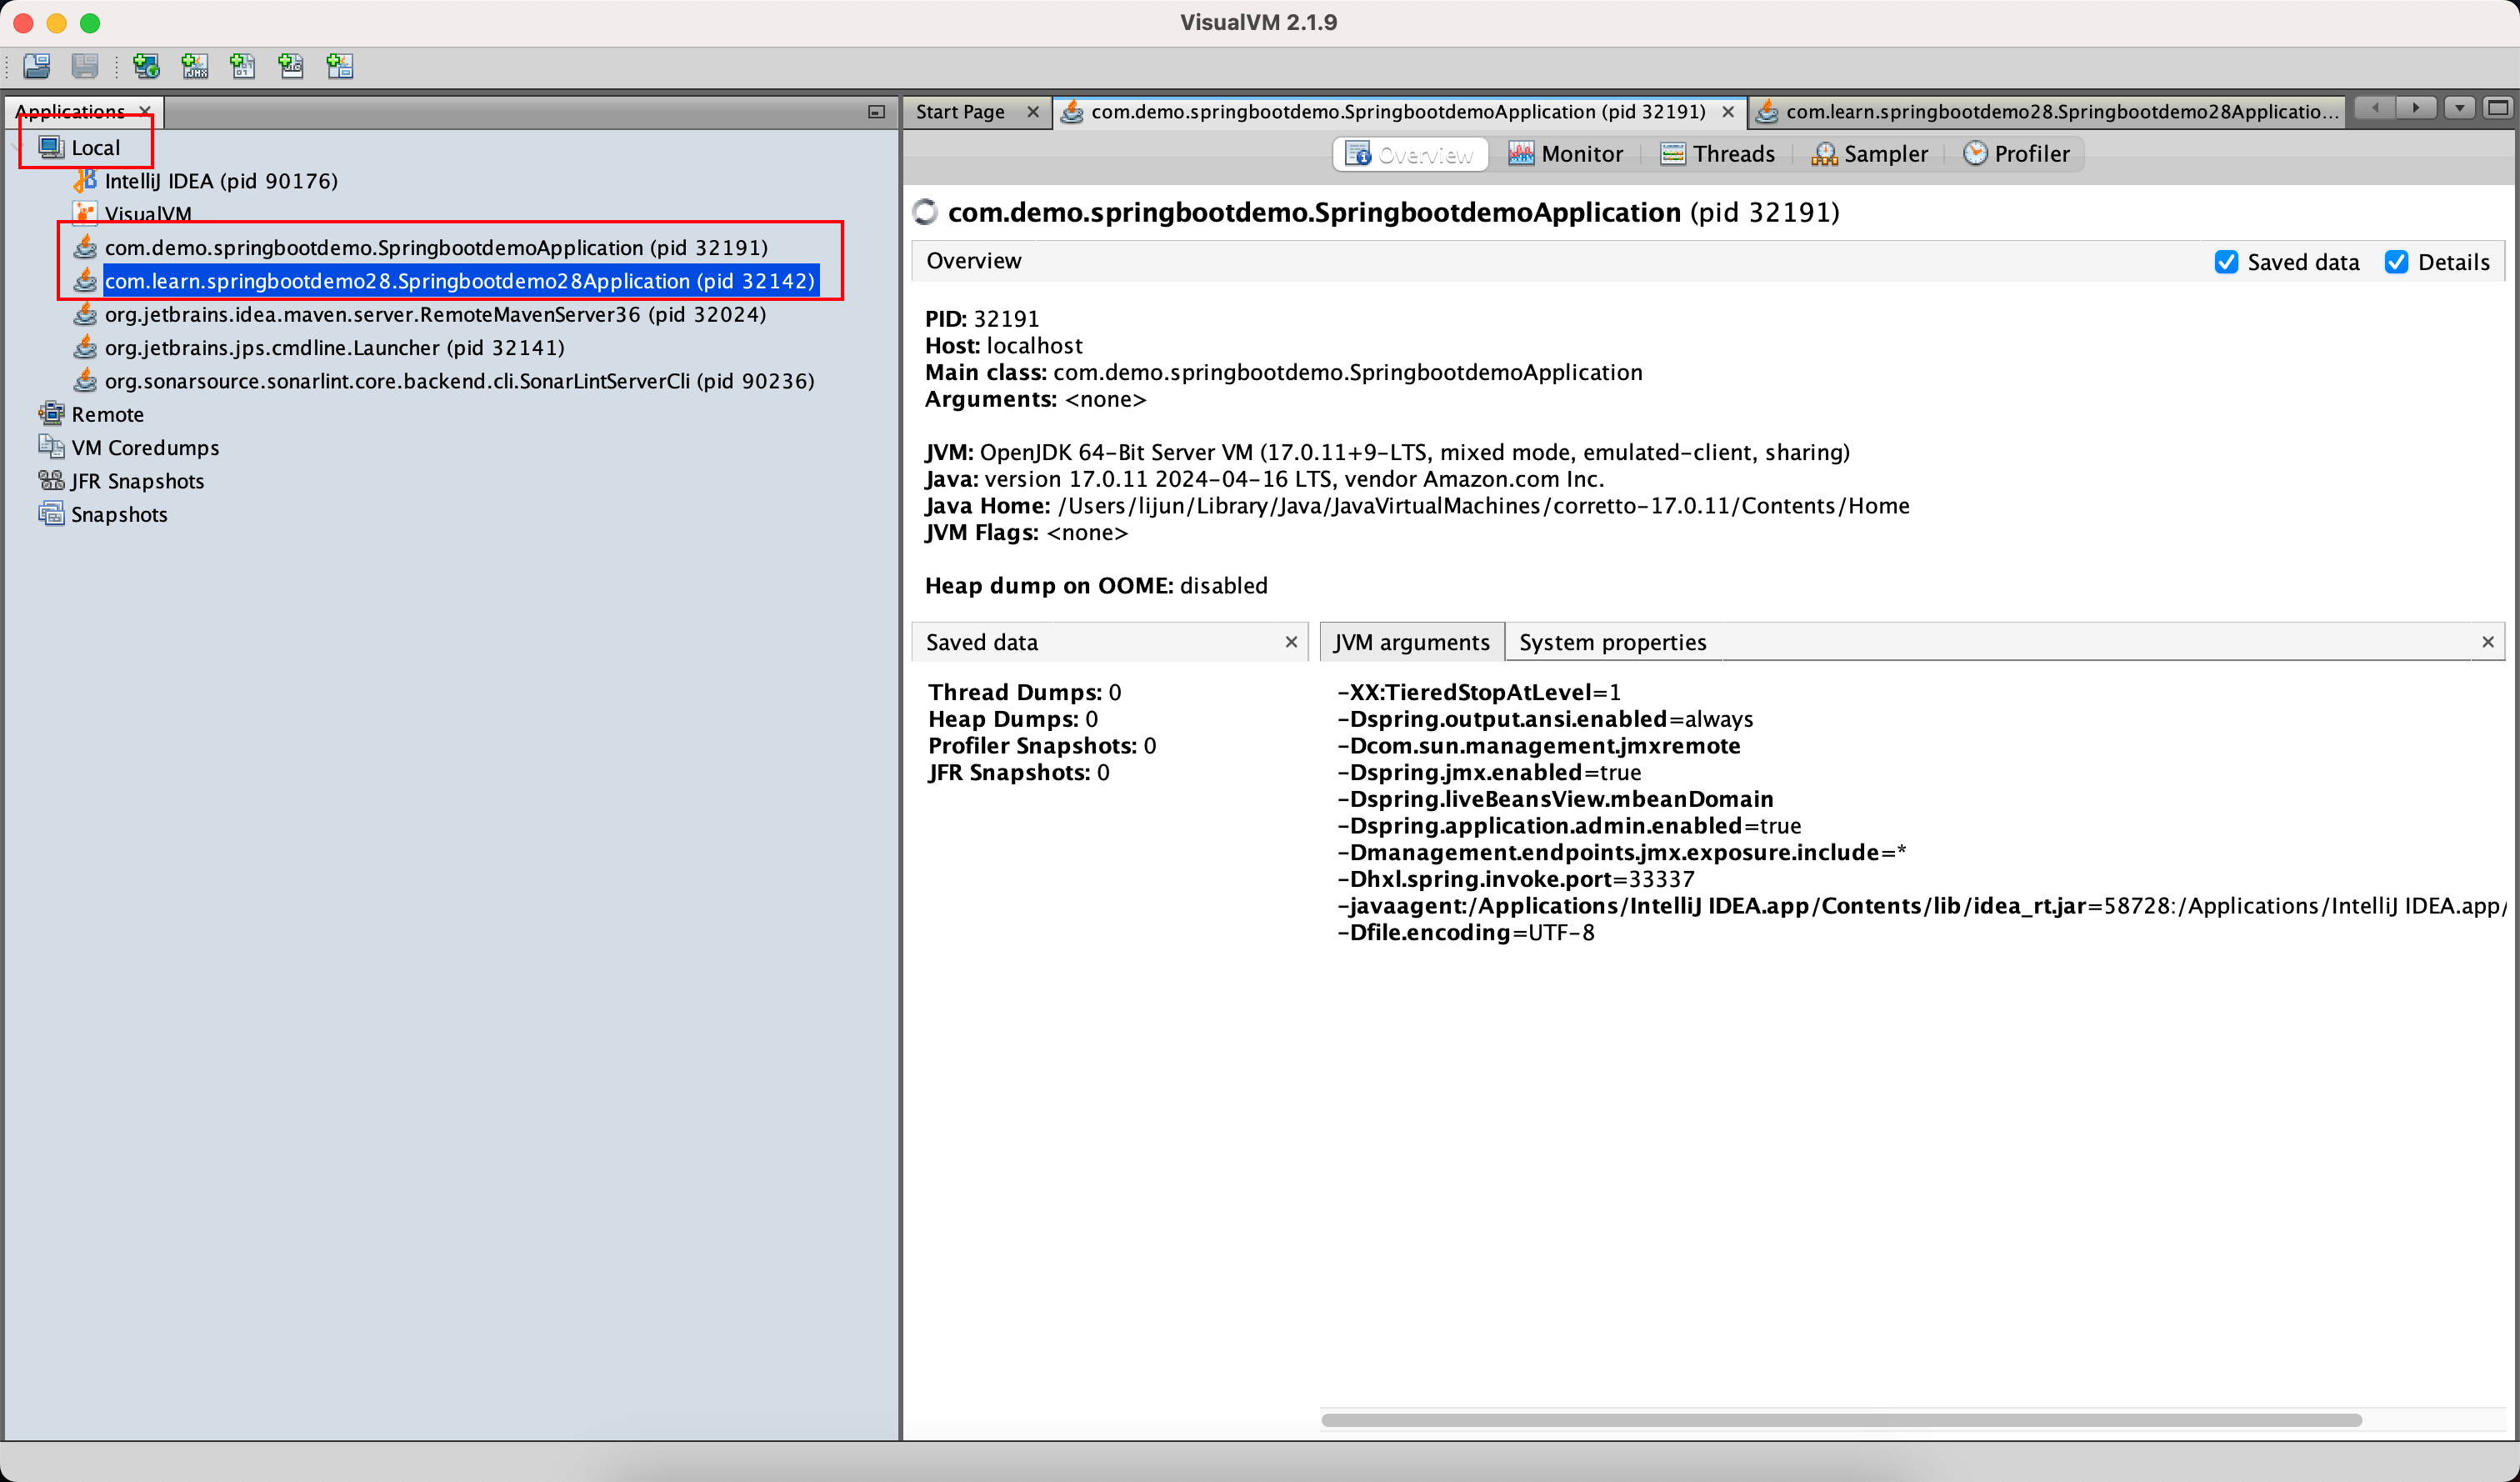 VisualVM 2.1.9
Applications
Start Page
com.demo.springbootdemo.SpringbootdemoApplication (pid 32191)
com.learn.springbootdemo28.Springbootdemo28Applicatio...
Local
IntelliJ IDEA (pid 90176)
VisualVM
com.demo.springbootdemo.SpringbootdemoApplication (pid 32191)
com.learn.springbootdemo28.Springbootdemo28Application (pid 32142)
org.jetbrains.idea.maven.server.RemoteMavenServer36 (pid 32024)
org.jetbrains.jps.cmdline.Launcher (pid 32141)
org.sonarsource.sonarlint.core.backend.cli.SonarLintServerCli (pid 90236)
Remote
VM Coredumps
JFR Snapshots
Snapshots
Overview
Monitor
Threads
Sampler
Profiler
com.demo.springbootdemo.SpringbootdemoApplication (pid 32191)
Overview
Saved data
Details
PID: 32191
Host: localhost
Main class: com.demo.springbootdemo.SpringbootdemoApplication
Arguments: <none>
JVM: OpenJDK 64-Bit Server VM (17.0.11+9-LTS, mixed mode, emulated-client, sharing)
Java: version 17.0.11 2024-04-16 LTS, vendor Amazon.com Inc.
Java Home: /Users/lijun/Library/Java/JavaVirtualMachines/corretto-17.0.11/Contents/Home
JVM Flags: <none>
Heap dump on OOME: disabled
Saved data
Thread Dumps: 0
Heap Dumps: 0
Profiler Snapshots: 0
JFR Snapshots: 0
JVM arguments
System properties
-XX:TieredStopAtLevel=1
-Dspring.output.ansi.enabled=always
-Dcom.sun.management.jmxremote
-Dspring.jmx.enabled=true
-Dspring.liveBeansView.mbeanDomain
-Dspring.application.admin.enabled=true
-Dmanagement.endpoints.jmx.exposure.include=*
-Dhxl.spring.invoke.port=33337
-javaagent:/Applications/IntelliJ IDEA.app/Contents/lib/idea_rt.jar=58728:/Applications/IntelliJ IDEA.app/
-Dfile.encoding=UTF-8